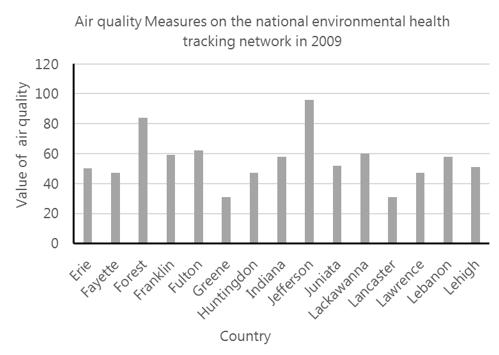 Air quality Measures on the national environmental health
tracking network in 2009
Value of air quality
120
100
80
60
40
20
0
Erie
Fayette
Forest
Franklin
Fulton
Greene
Huntingdon
Indiana
Jefferson
Juniata
Lackawanna
Lancaster
Lawrence
Lebanon
Lehigh
Country